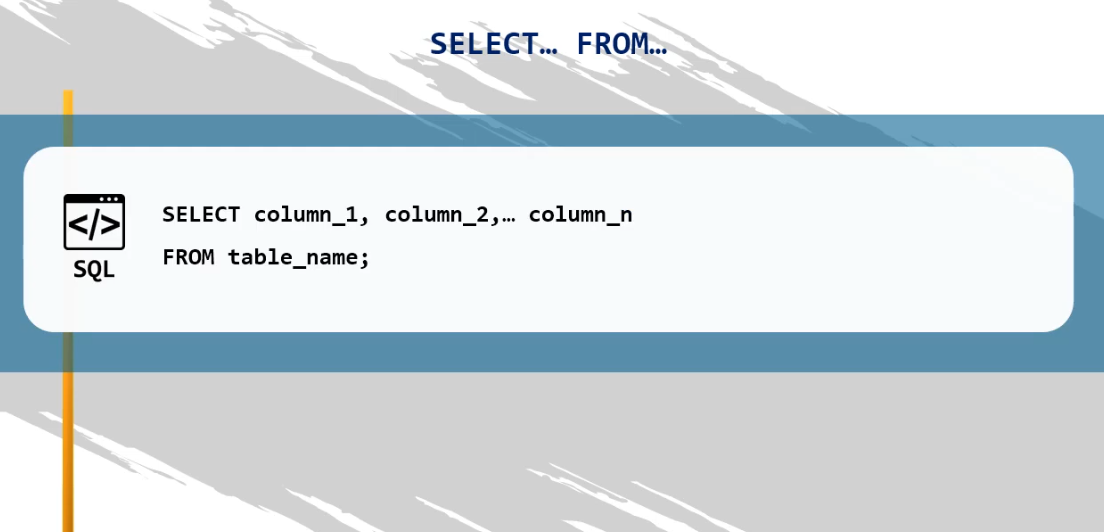 SELECT… FROM…
</>
SELECT column_1, column_2,… column_n
FROM table_name;
SQL